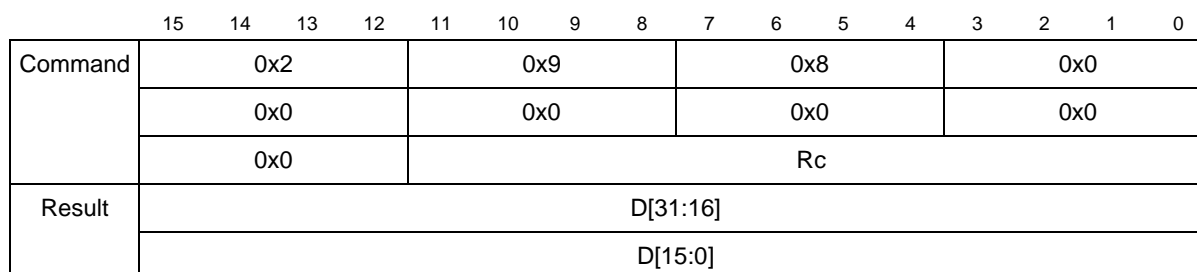 15 14 13 12 11 10 9 8 7 6 5 4 3 2 1 0
Command 0x2 0x9 0x8 0x0
0x0 0x0 0x0 0x0
0x0 Rc
Result D[31:16]
D[15:0]